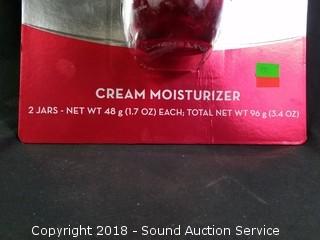 CREAM MOISTURIZER
2 JARS - NET WT 48 g (1.7 OZ) EACH; TOTAL NET WT 96 g (3.4 OZ)
Copyright 2018 - Sound Auction Service